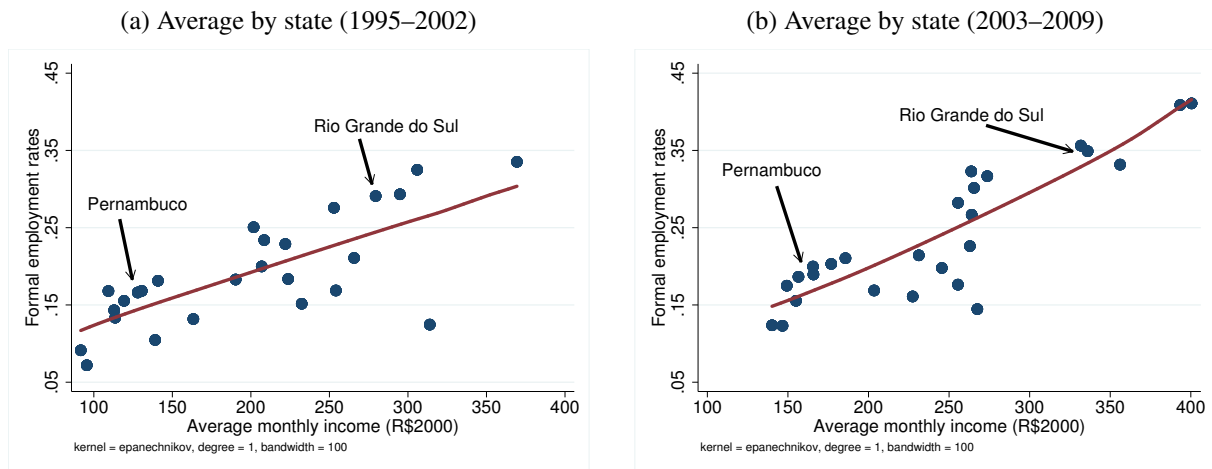 (a) Average by state (1995–2002)
Formal employment rates
.45
.35
.25
.15
.05
Rio Grande do Sul
Pernambuco
100 150 200 250 300 350 400
Average monthly income (R$2000)
kernel = epanechnikov, degree = 1, bandwidth = 100
(b) Average by state (2003–2009)
Formal employment rates
.45
.35
.25
.15
.05
Rio Grande do Sul
Pernambuco
100 150 200 250 300 350 400
Average monthly income (R$2000)
kernel = epanechnikov, degree = 1, bandwidth = 100